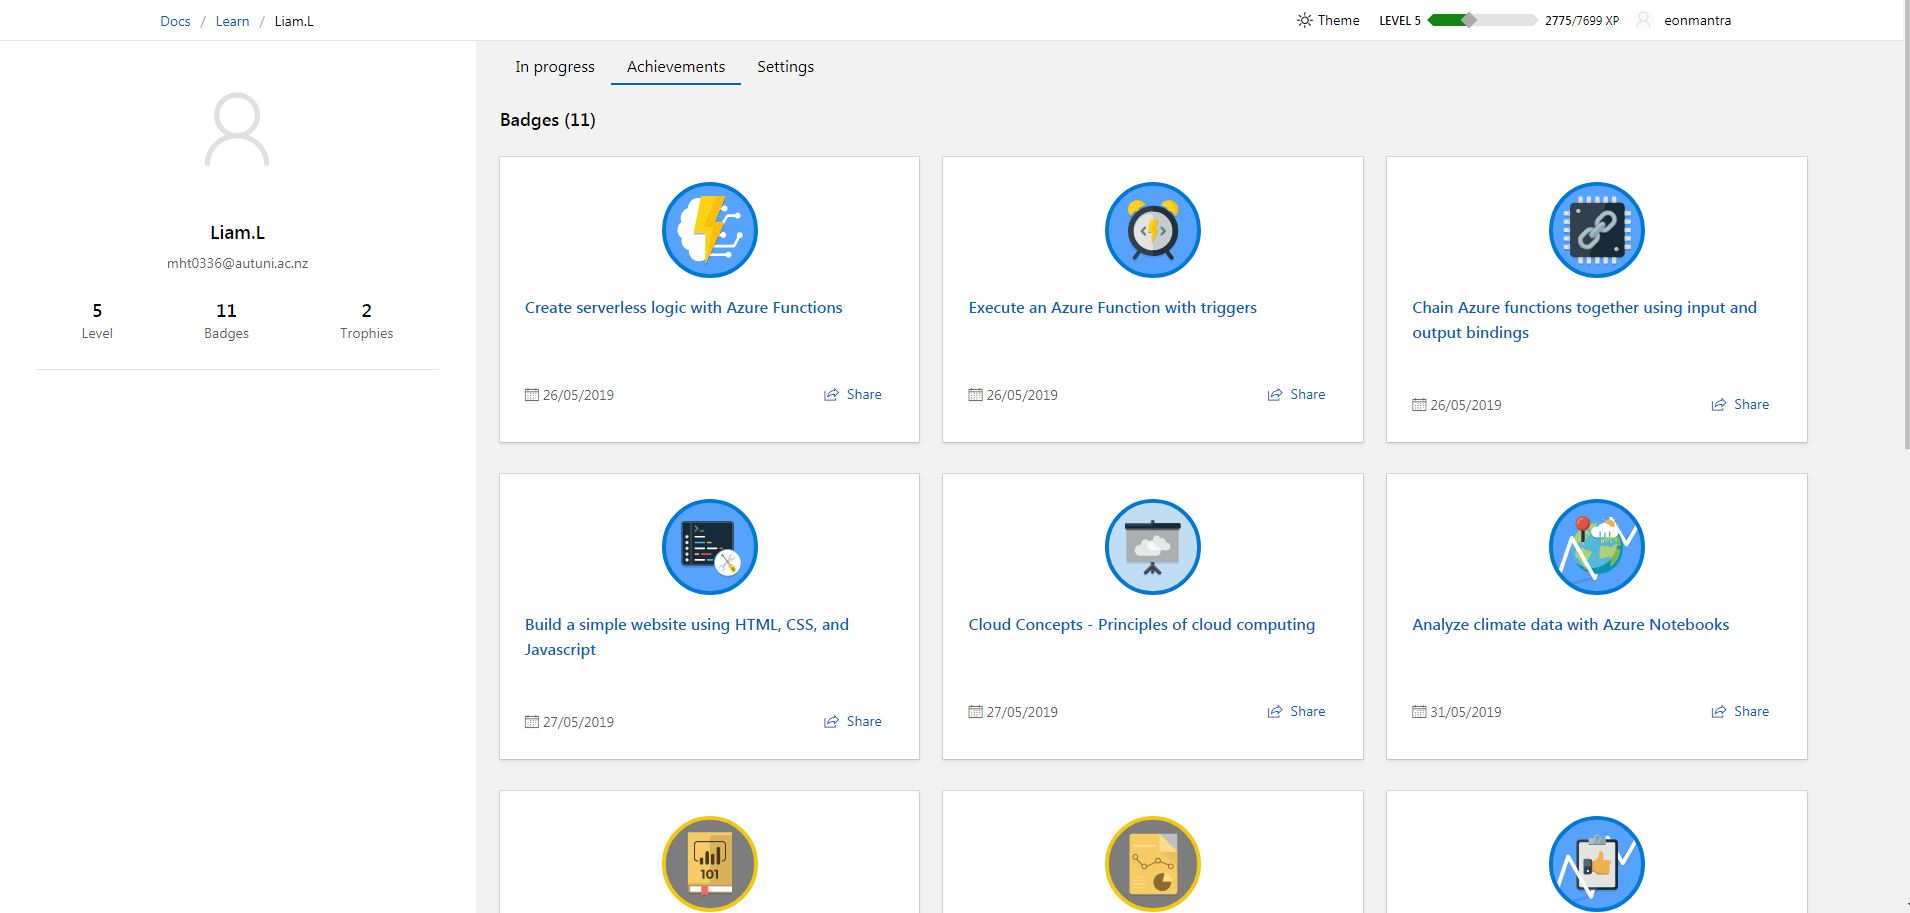 Docs / Learn / Liam.L
Theme LEVEL 5 2775/7699 XP eonmantra
In progress Achievements Settings
Liam.L
mht0336@autuni.ac.nz
5 11 2
Level Badges Trophies
Badges (11)
Create serverless logic with Azure Functions
26/05/2019 Share
Execute an Azure Function with triggers
26/05/2019 Share
Chain Azure functions together using input and
output bindings
26/05/2019 Share
Build a simple website using HTML, CSS, and
Javascript
27/05/2019 Share
Cloud Concepts - Principles of cloud computing
27/05/2019 Share
Analyze climate data with Azure Notebooks
31/05/2019 Share
101